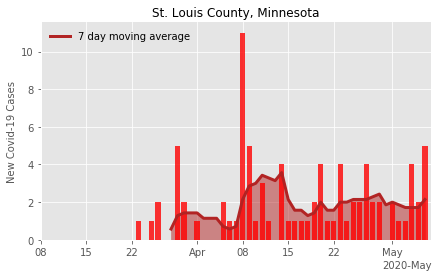 St. Louis County, Minnesota
7 day moving average
New Covid-19 Cases
10
8
6
4
2
0
08 15 22 Apr 08 15 22 May
2020-May